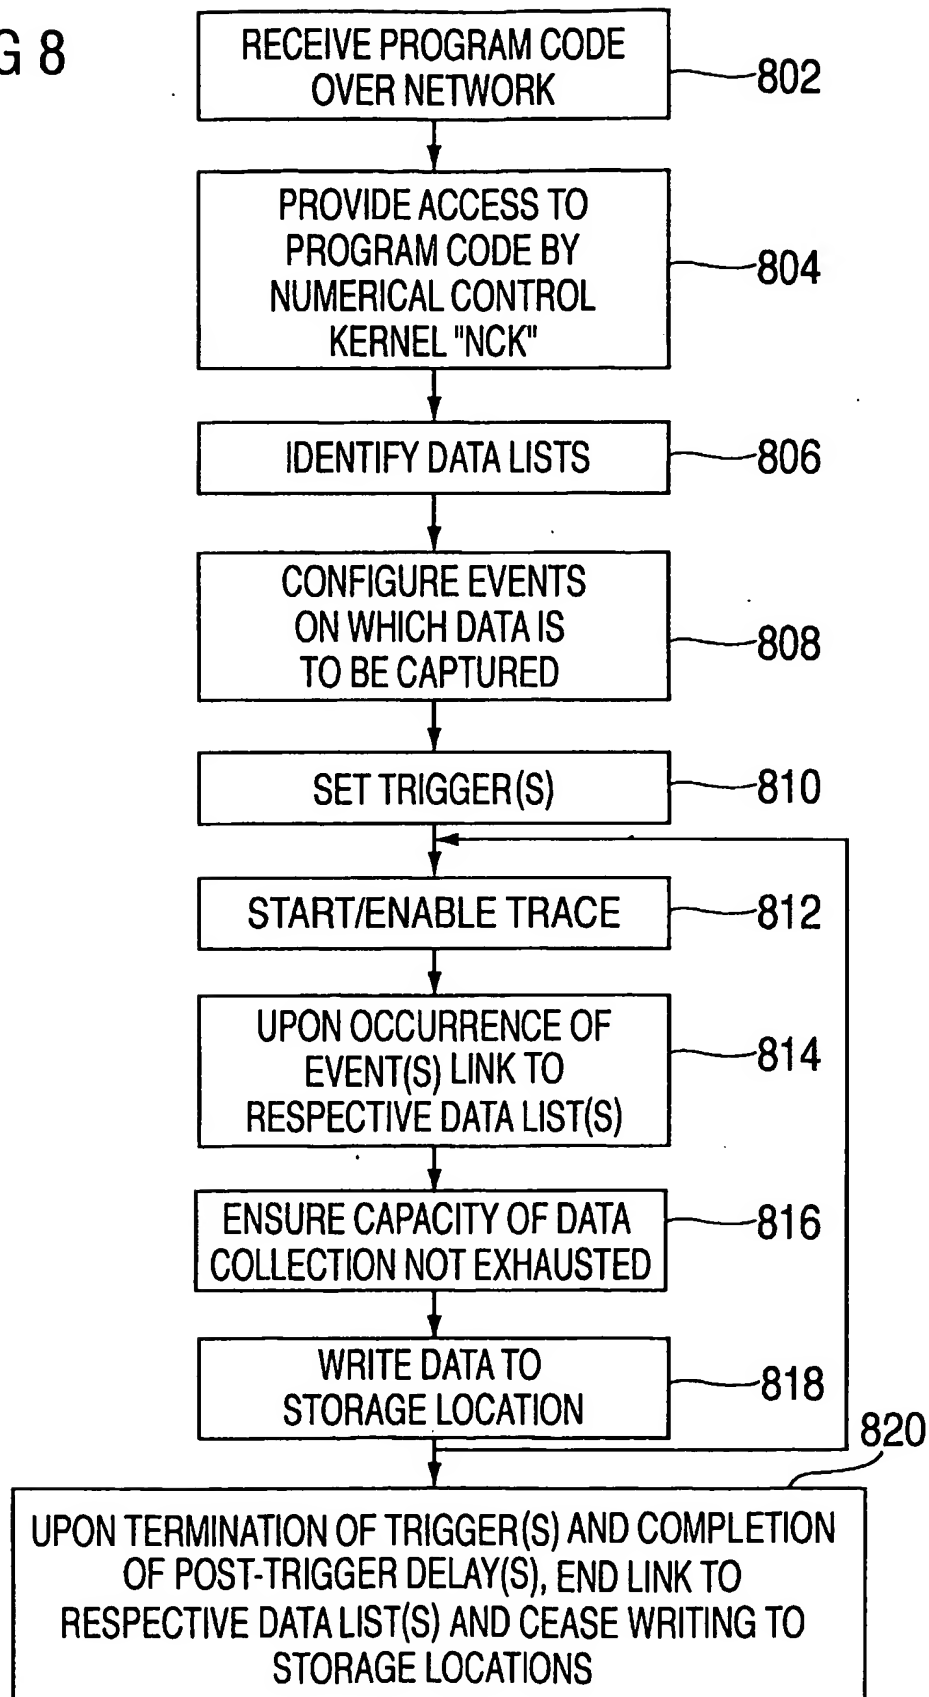 G 8
RECEIVE PROGRAM CODE
OVER NETWORK
802
PROVIDE ACCESS TO
PROGRAM CODE BY
NUMERICAL CONTROL
KERNEL "NCK"
804
IDENTIFY DATA LISTS
806
CONFIGURE EVENTS
ON WHICH DATA IS
TO BE CAPTURED
808
SET TRIGGER(S)
810
START/ENABLE TRACE
812
UPON OCCURRENCE OF
EVENT(S) LINK TO
RESPECTIVE DATA LIST(S)
814
ENSURE CAPACITY OF DATA
COLLECTION NOT EXHAUSTED
816
WRITE DATA TO
STORAGE LOCATION
818
820
UPON TERMINATION OF TRIGGER(S) AND COMPLETION
OF POST-TRIGGER DELAY(S), END LINK TO
RESPECTIVE DATA LIST(S) AND CEASE WRITING TO
STORAGE LOCATIONS